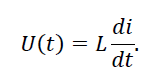 U(t) = L di/dt.